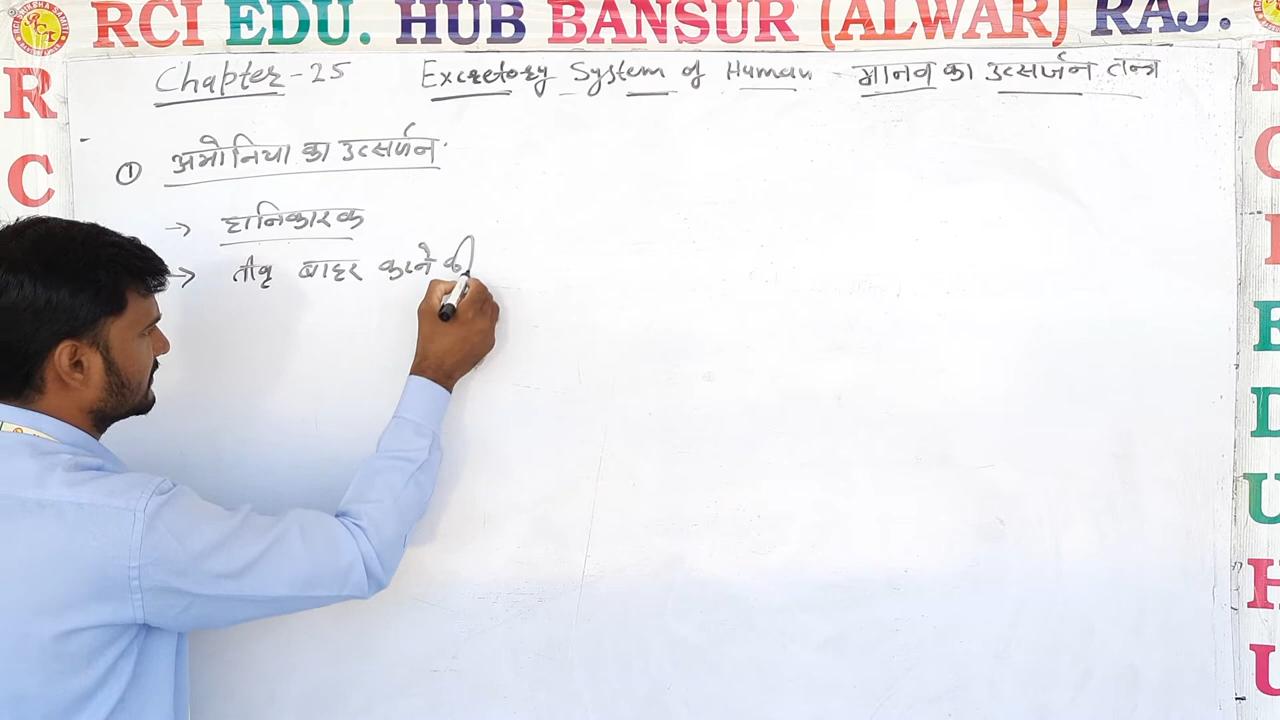 RCI EDU. HUB BANSUR (ALWAR) RAJ.
Chapter - 25 Excretory System of Human - मानव का उत्सर्जन तन्त्र
① अमोनिया का उत्सर्जन
→ हानिकारक
→ तीव्र बाहर करने की
R
C
R
C
I
E
D
U
H
U